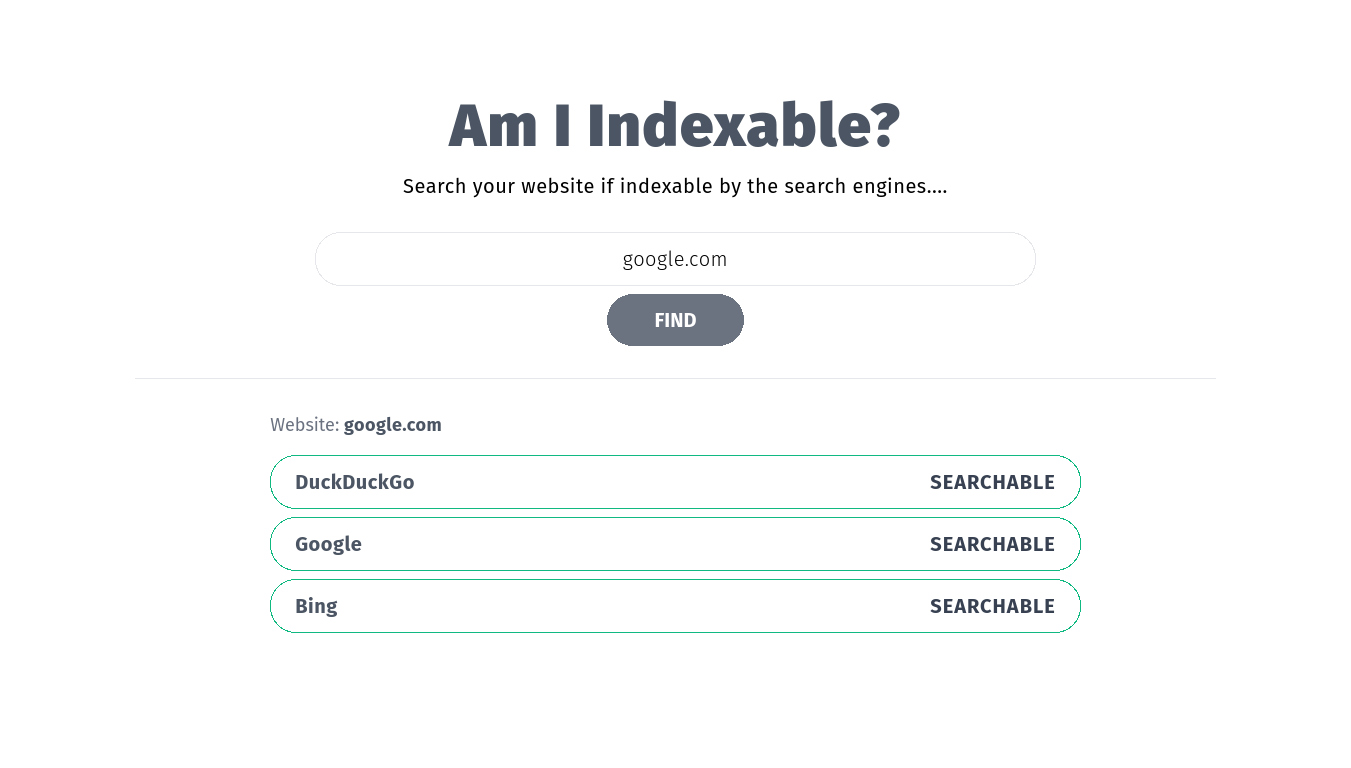 Am I Indexable?
Search your website if indexable by the search engines....
google.com
FIND
Website: google.com
DuckDuckGo SEARCHABLE
Google SEARCHABLE
Bing SEARCHABLE